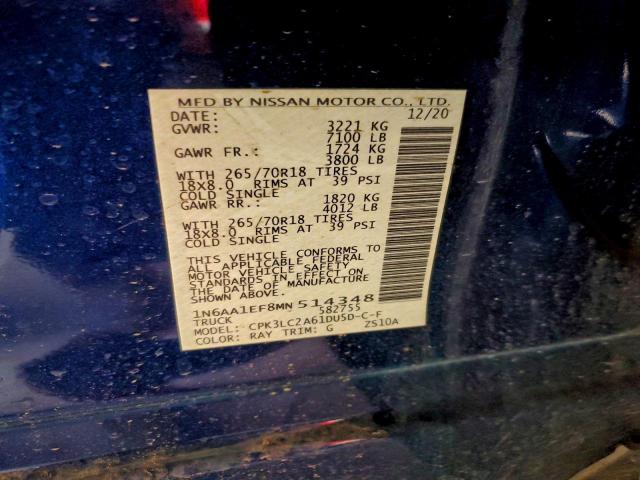 MFD BY NISSAN MOTOR CO., LTD.
DATE: 12/20
GVWR: 3221 KG
7100 LB
GAWR FR.: 1724 KG
3800 LB
WITH 265/70R18 TIRES
18X8.0 RIMS AT 39 PSI
COLD SINGLE
GAWR RR.: 1820 KG
4012 LB
WITH 265/70R18 TIRES
18X8.0 RIMS AT 39 PSI
COLD SINGLE
THIS VEHICLE CONFORMS TO
ALL APPLICABLE FEDERAL
MOTOR VEHICLE SAFETY
STANDARDS IN EFFECT ON
THE DATE OF MANUFACTURE
SHOWN ABOVE.
1N6AA1EF8MN514348
TRUCK 582755
MODEL: CPK3LC2A61DU5D-C-F
COLOR: RAY TRIM: G ZS10A